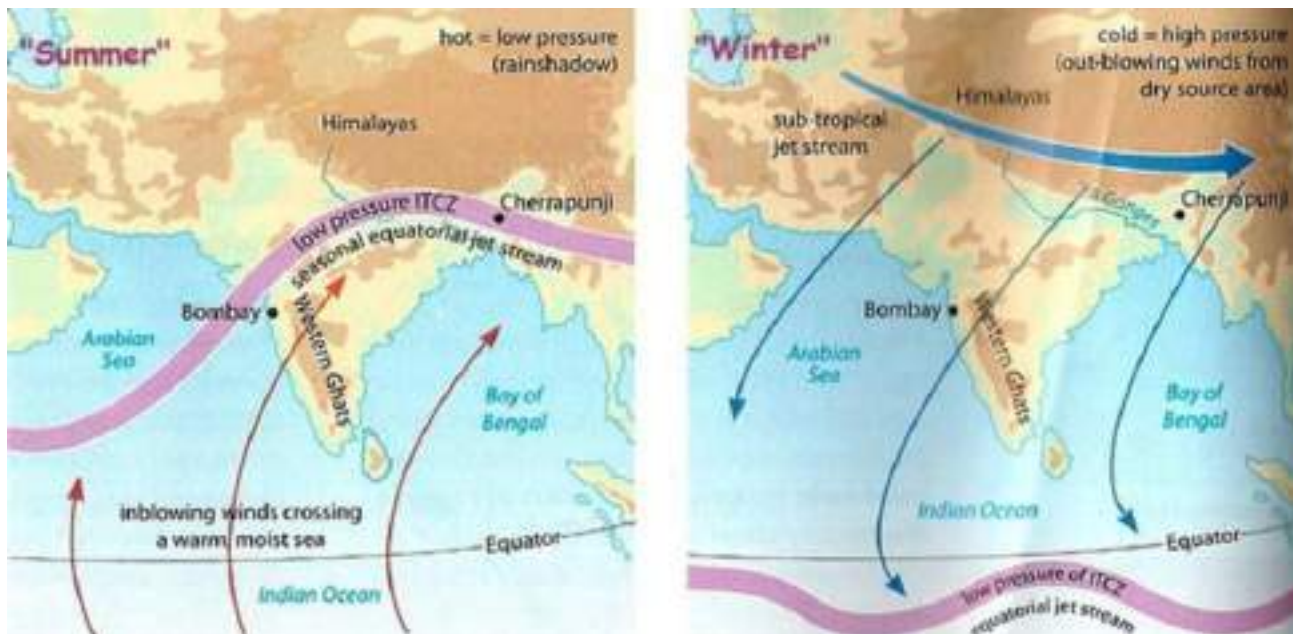 "Summer"
hot = low pressure
(rainshadow)
Himalayas
Cherrapunji
low pressure ITCZ
seasonal equatorial jet stream
Bombay
Western Ghats
Arabian
Sea
Bay of
Bengal
inblowing winds crossing
a warm, moist sea
Equator
Indian Ocean
"Winter"
cold = high pressure
(out-blowing winds from
dry source area)
Himalayas
sub-tropical
jet stream
Cherrapunji
Bombay
Western Ghats
Arabian
Sea
Bay of
Bengal
Indian Ocean
Equator
low pressure of ITCZ
equatorial jet stream